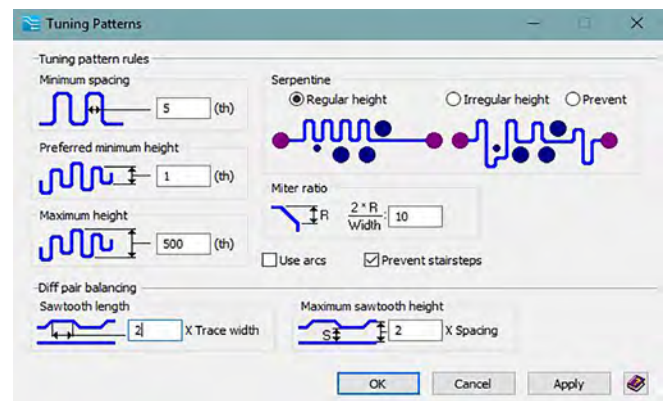 Tuning Patterns
Tuning pattern rules
Minimum spacing
5 (th)
Preferred minimum height
1 (th)
Maximum height
500 (th)
Serpentine
Regular height Irregular height Prevent
Miter ratio
R 2 * R
Width : 10
Use arcs Prevent stairsteps
Diff pair balancing
Sawtooth length
2 X Trace width
Maximum sawtooth height
S 2 X Spacing
OK Cancel Apply